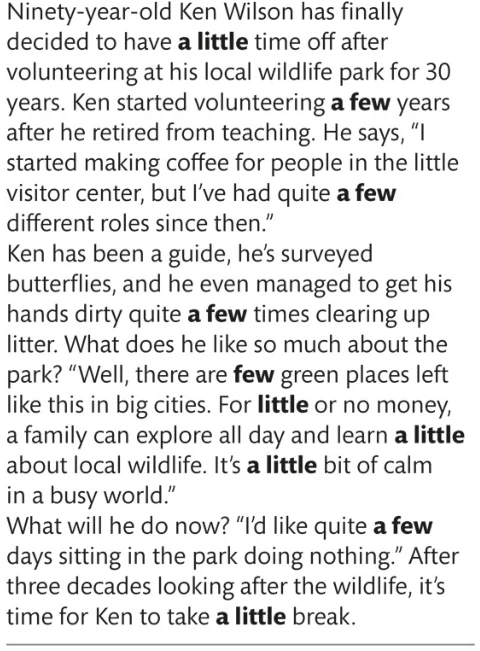 Ninety-year-old Ken Wilson has finally
decided to have a little time off after
volunteering at his local wildlife park for 30
years. Ken started volunteering a few years
after he retired from teaching. He says, “I
started making coffee for people in the little
visitor center, but I’ve had quite a few
different roles since then.”
Ken has been a guide, he’s surveyed
butterflies, and he even managed to get his
hands dirty quite a few times clearing up
litter. What does he like so much about the
park? “Well, there are few green places left
like this in big cities. For little or no money,
a family can explore all day and learn a little
about local wildlife. It’s a little bit of calm
in a busy world.”
What will he do now? “I’d like quite a few
days sitting in the park doing nothing.” After
three decades looking after the wildlife, it’s
time for Ken to take a little break.